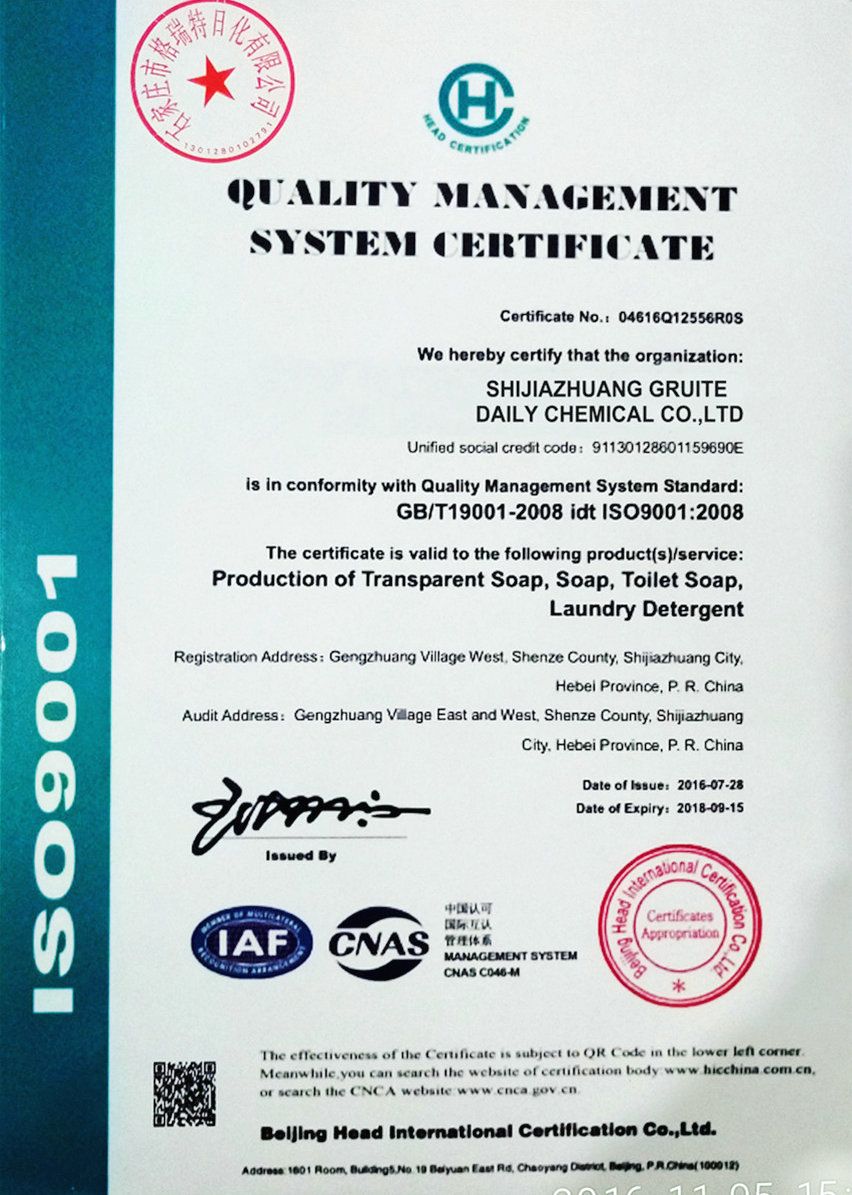 石家庄市格瑞特日化有限公司
1301280102791
HC
HEAD CERTIFICATION
QUALITY MANAGEMENT
SYSTEM CERTIFICATE
Certificate No.: 04616Q12556R0S
We hereby certify that the organization:
SHIJIAZHUANG GRUITE
DAILY CHEMICAL CO.,LTD
Unified social credit code: 91130128601159690E
is in conformity with Quality Management System Standard:
GB/T19001-2008 idt ISO9001:2008
The certificate is valid to the following product(s)/service:
Production of Transparent Soap, Soap, Toilet Soap,
Laundry Detergent
Registration Address: Gengzhuang Village West, Shenze County, Shijiazhuang City,
Hebei Province, P. R. China
Audit Address: Gengzhuang Village East and West, Shenze County, Shijiazhuang
City, Hebei Province, P. R. China
Date of Issue: 2016-07-28
Date of Expiry: 2018-09-15
Issued By
ISO9001
MEMBER OF MULTILATERAL
IAF
RECOGNITION ARRANGEMENT
CNAS
中国认可
国际互认
管理体系
MANAGEMENT SYSTEM
CNAS C046-M
Beijing Head International Certification Co.,Ltd.
Certificates
Appropriation
The effectiveness of the Certificate is subject to QR Code in the lower left corner.
Meanwhile,you can search the website of certification body www.hicchina.com.cn,
or search the CNCA website www.cnca.gov.cn.
Beijing Head International Certification Co.,Ltd.
Address:1601 Room, Building5,No.19 Beiyuan East Rd, Chaoyang District, Beijing, P.R.China(100012)